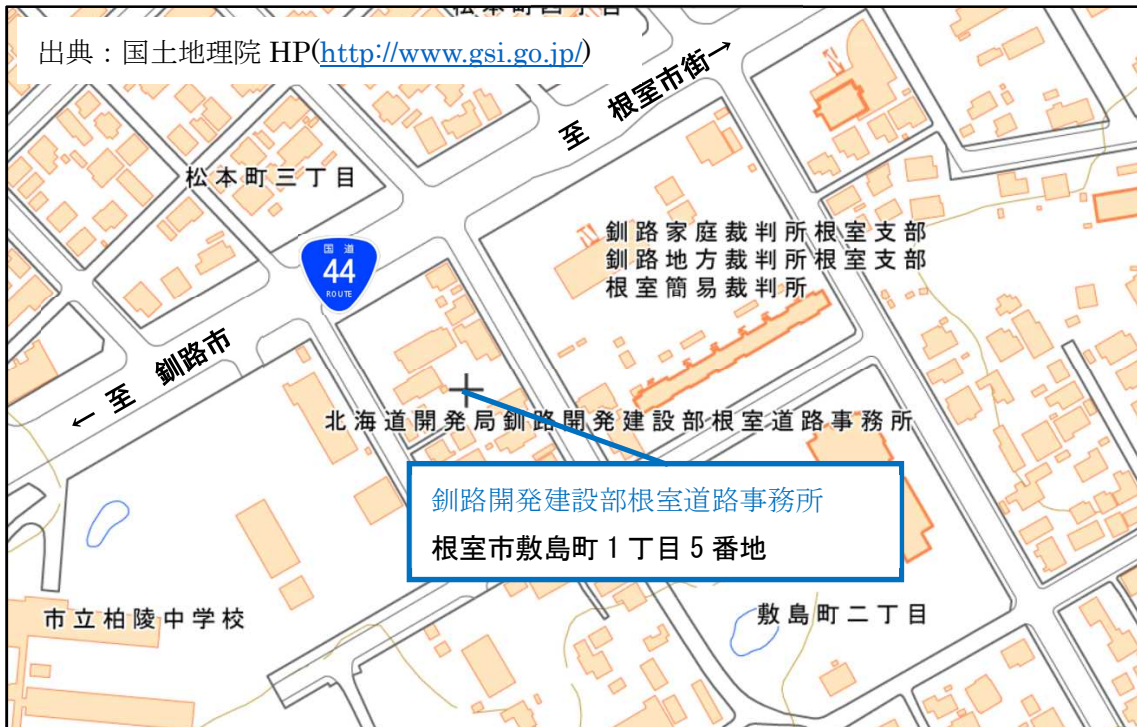 松本町四丁目
出典：国土地理院 HP(http://www.gsi.go.jp/)
至 根室市街→
松本町三丁目
国道
44
ROUTE
釧路家庭裁判所根室支部
釧路地方裁判所根室支部
根室簡易裁判所
← 至 釧路市
北海道開発局釧路開発建設部根室道路事務所
釧路開発建設部根室道路事務所
根室市敷島町 1 丁目 5 番地
市立柏陵中学校
敷島町二丁目